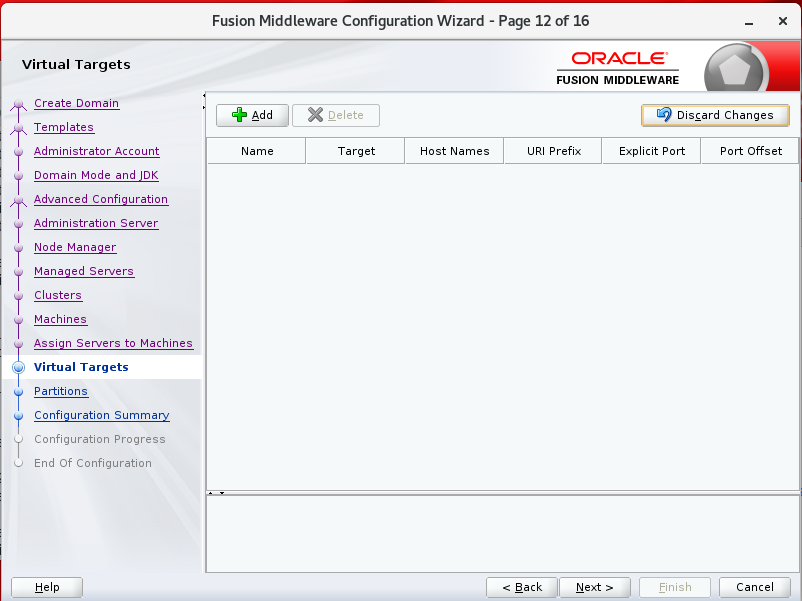 Fusion Middleware Configuration Wizard - Page 12 of 16
Virtual Targets
ORACLE
FUSION MIDDLEWARE
Create Domain
Templates
Administrator Account
Domain Mode and JDK
Advanced Configuration
Administration Server
Node Manager
Managed Servers
Clusters
Machines
Assign Servers to Machines
Virtual Targets
Partitions
Configuration Summary
Configuration Progress
End Of Configuration
Add Delete Discard Changes
Name Target Host Names URI Prefix Explicit Port Port Offset
Help < Back Next > Finish Cancel